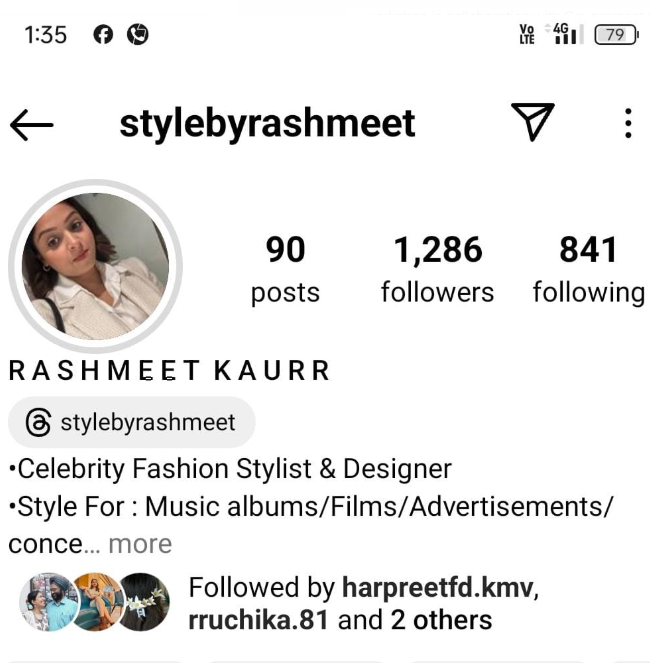 1:35 Vo LTE 4G 79
stylebyrashmeet
90 1,286 841
posts followers following
RASHMEET KAURR
stylebyrashmeet
•Celebrity Fashion Stylist & Designer
•Style For : Music albums/Films/Advertisements/
conce... more
Followed by harpreetfd.kmv,
rruchika.81 and 2 others